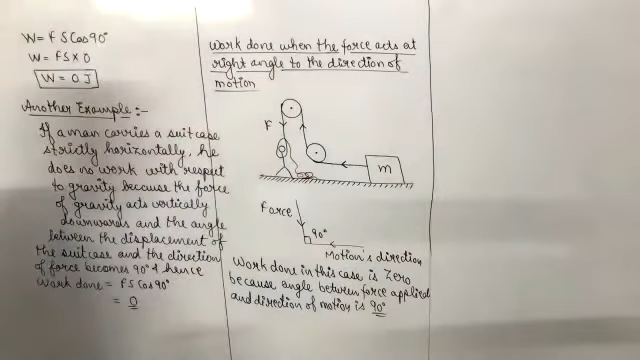 W = F S Cos 90°
W = FS X 0
W = 0 J
Another Example:-
If a man carries a suitcase
strictly horizontally, he
does no work with respect
to gravity because the force
of gravity acts vertically
downwards and the angle
between the displacement of
the suitcase and the direction
of force becomes 90° & hence
Work done = FS Cos 90°
= 0
Work done when the force acts at
right angle to the direction of
motion
F
m
Force
90°
Motion's direction
Work done in this case is Zero
because angle between force applied
and direction of motion is 90°